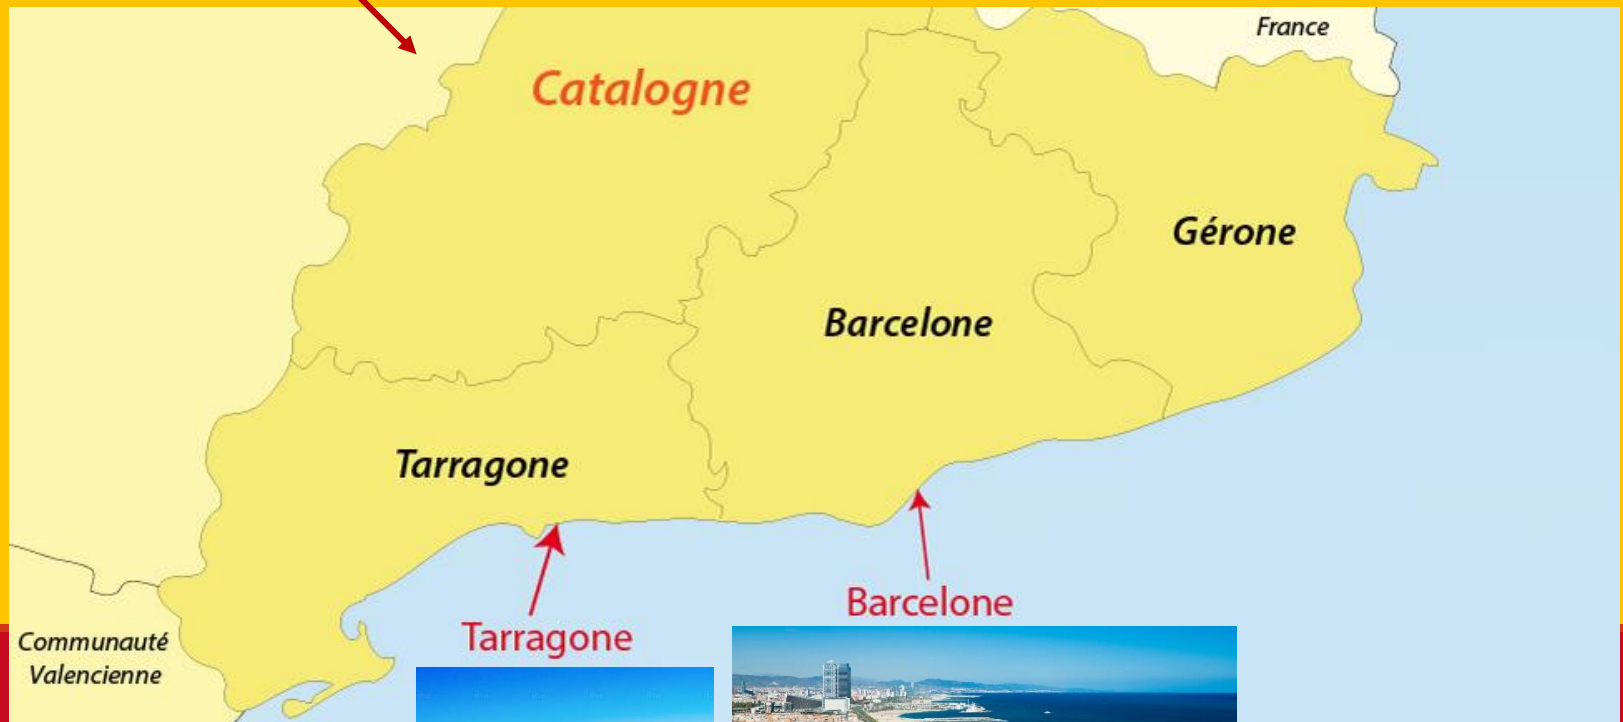 France
Catalogne
Gérone
Barcelone
Tarragone
Barcelone
Tarragone
Communauté
Valencienne